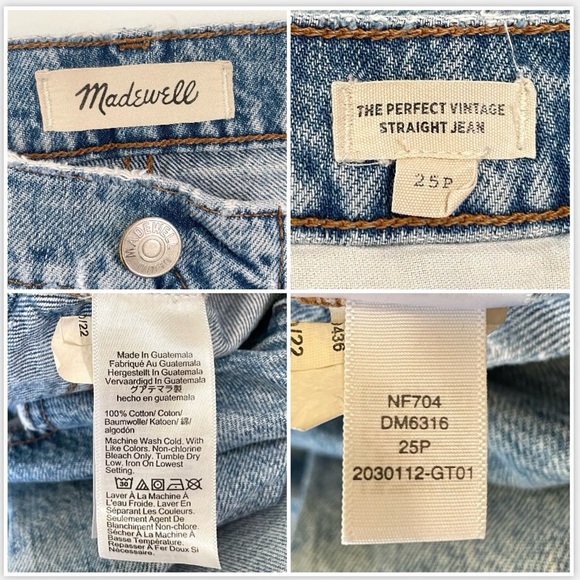 Madewell
MADEWELL
THE PERFECT VINTAGE
STRAIGHT JEAN
25P
/22
Made In Guatemala
Fabriqué Au Guatemala
Hergestellt In Guatemala
Vervaardigd In Guatemala
グアテマラ製
hecho en guatemala
100% Cotton/ Coton/
Baumwolle/ Katoen/ 綿/
algodón
Machine Wash Cold, With
Like Colors. Non-chlorine
Bleach Only. Tumble Dry
Low. Iron On Lowest
Setting.
Laver À La Machine À
L'eau Froide. Laver En
Séparant Les Couleurs.
Seulement Agent De
Blanchiment Non-chlorure.
Sécher À La Machine À
Basse Température.
Repasser À Fer Doux Si
Nécessaire.
/22
436
NF704
DM6316
25P
2030112-GT01